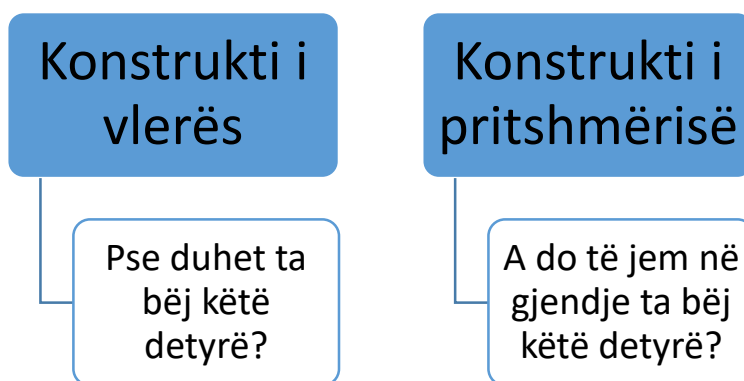 Konstrukti i
vlerës
Pse duhet ta
bëj këtë
detyrë?
Konstrukti i
pritshmërisë
A do të jem në
gjendje ta bëj
këtë detyrë?